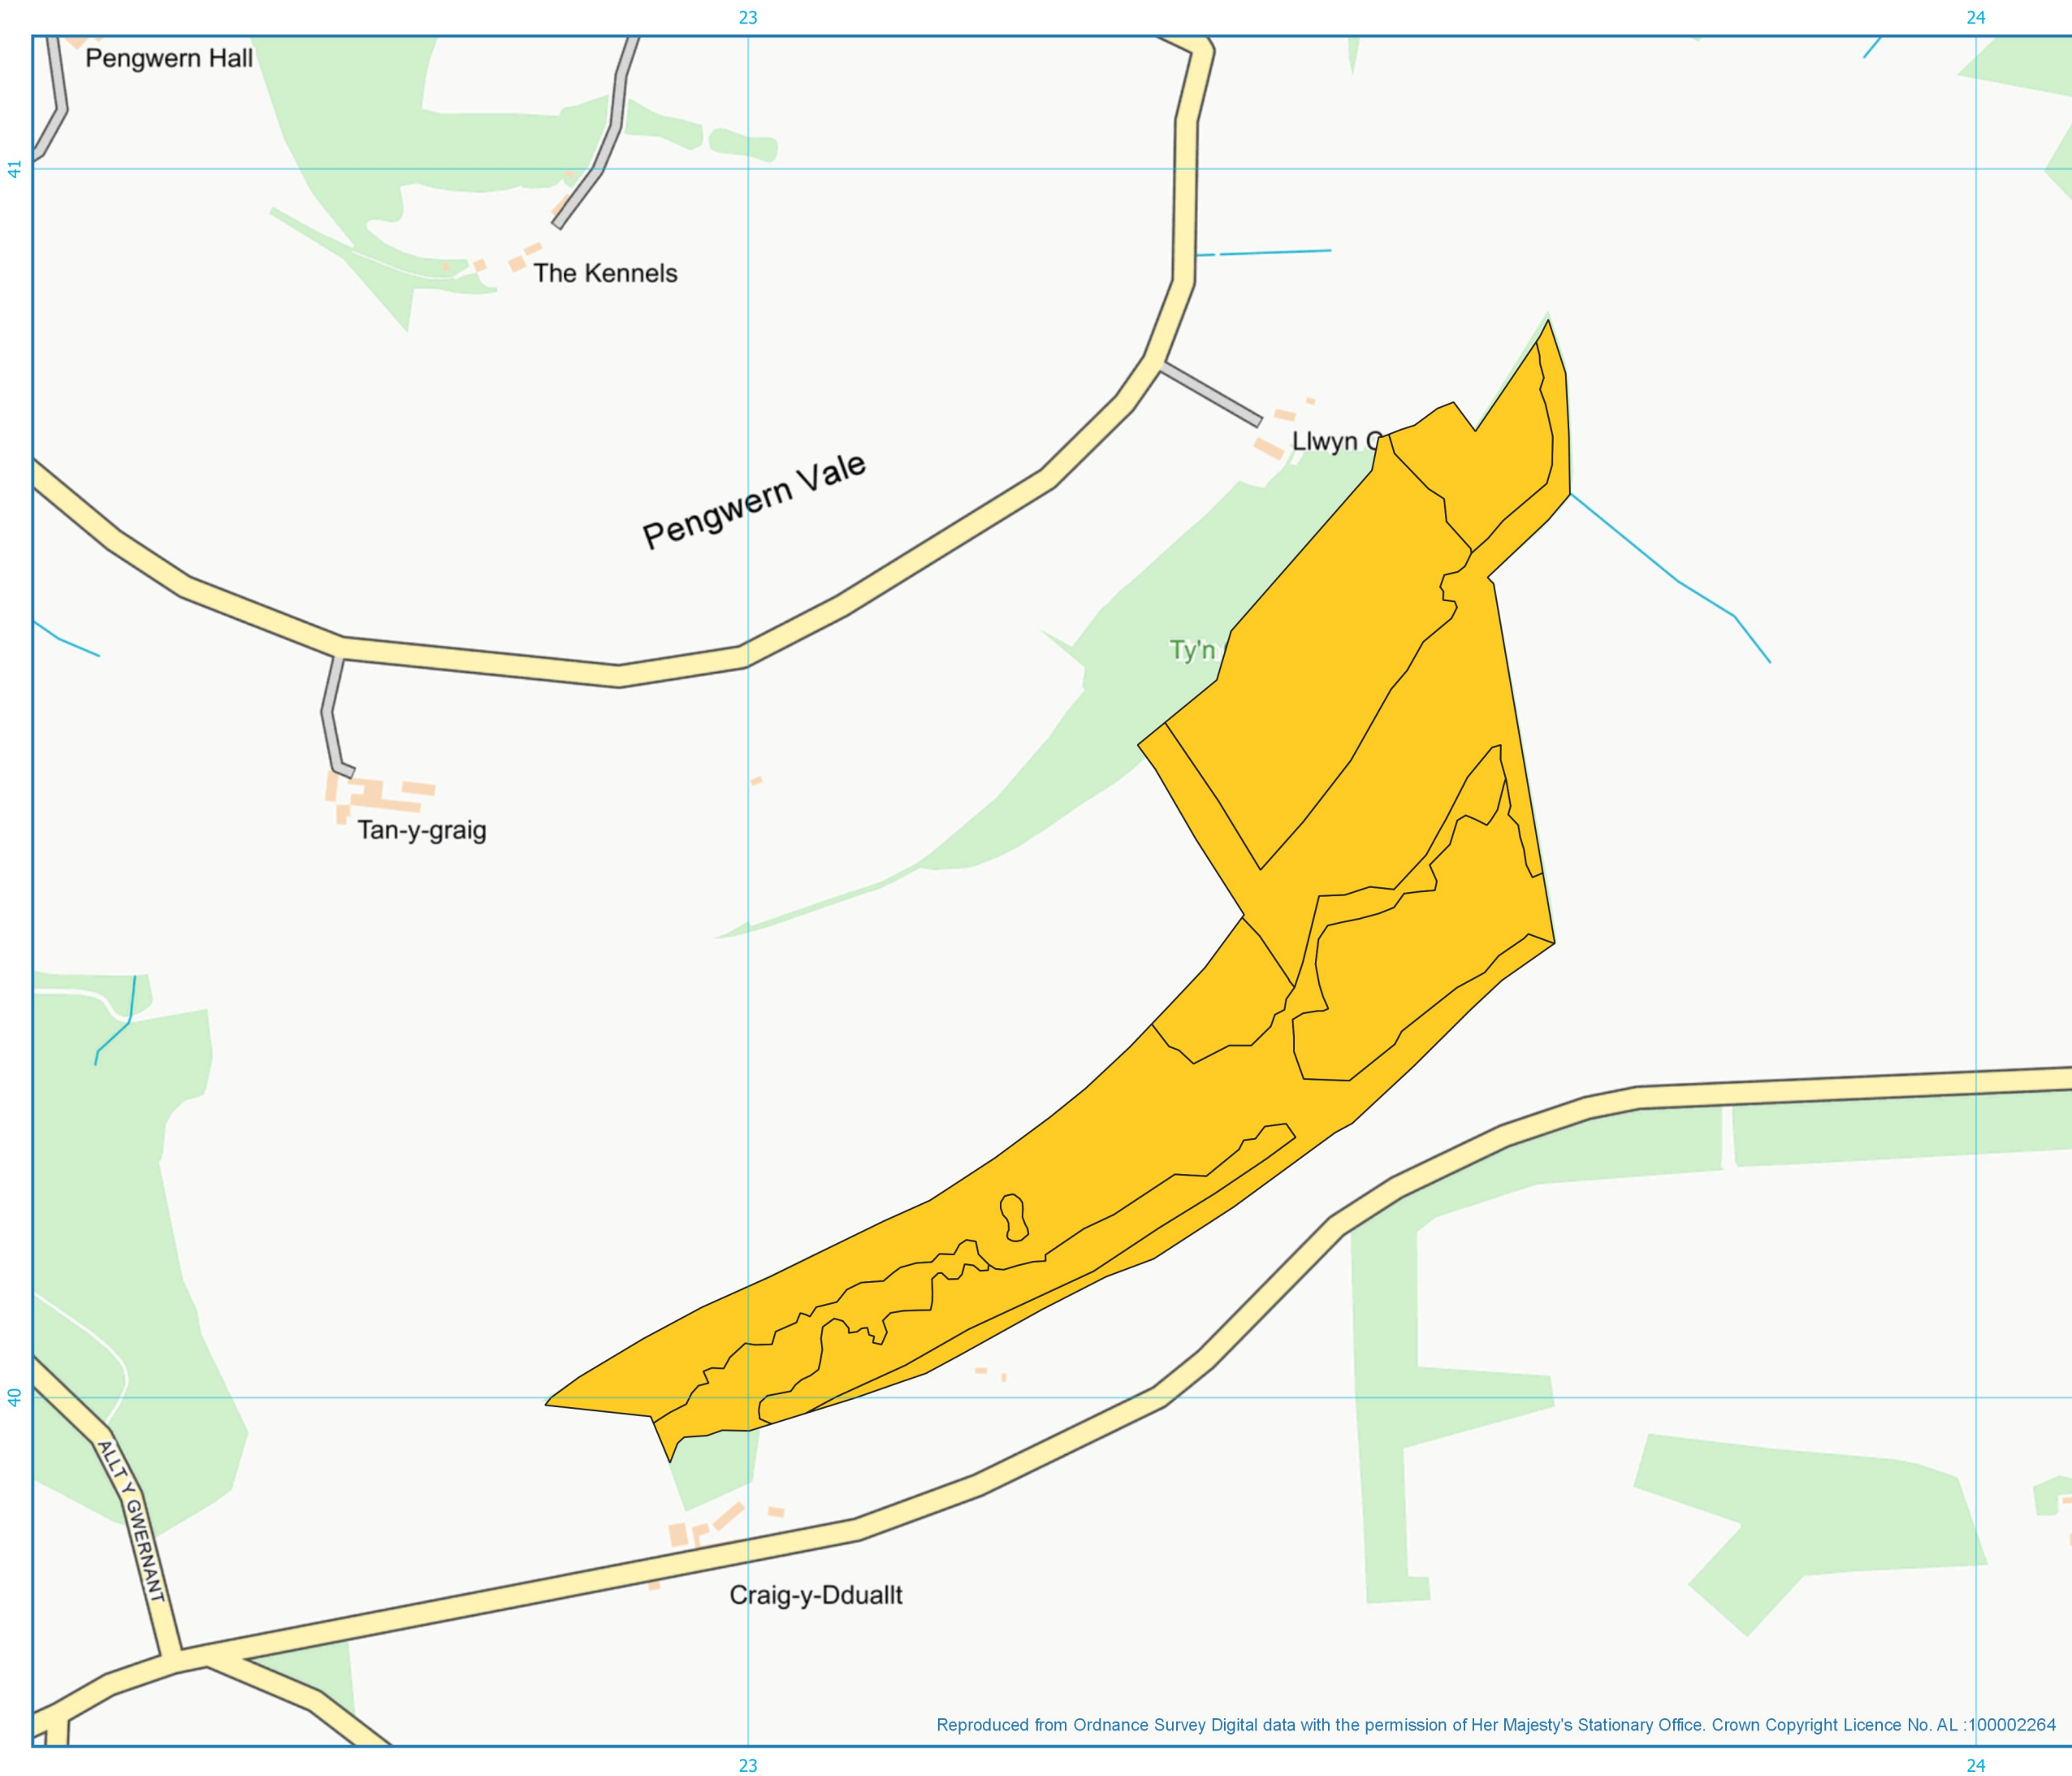 23
24
Pengwern Hall
41
The Kennels
Llwyn
Pengwern Vale
Ty'n
Tan-y-graig
40
ALLT Y GWERNANT
Craig-y-Dduallt
Reproduced from Ordnance Survey Digital data with the permission of Her Majesty's Stationary Office. Crown Copyright Licence No. AL :100002264
23
24